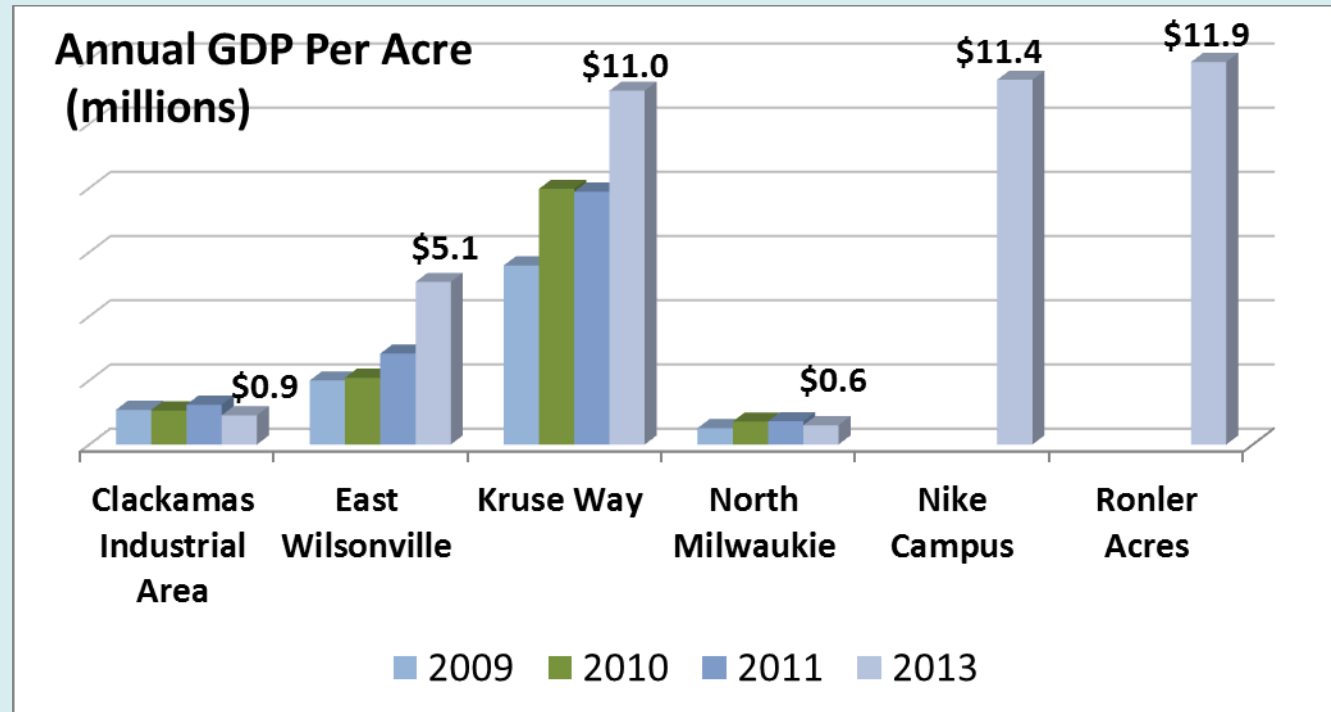 Annual GDP Per Acre
(millions)
$0.9
$5.1
$11.0
$0.6
$11.4
$11.9
Clackamas
Industrial
Area
East
Wilsonville
Kruse Way
North
Milwaukie
Nike
Campus
Ronler
Acres
2009 2010 2011 2013